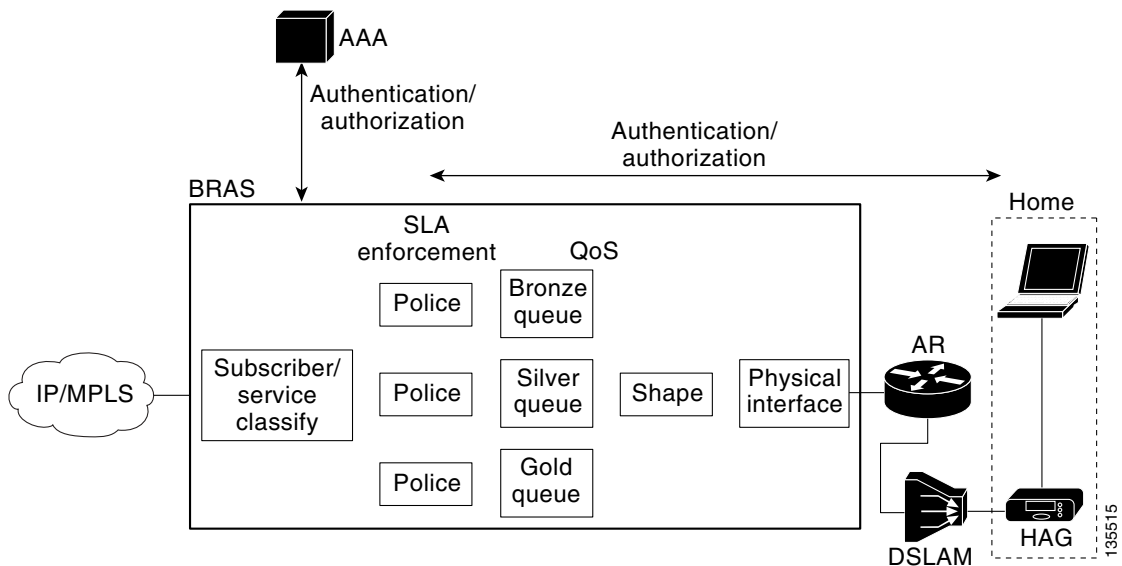 AAA
Authentication/
authorization
Authentication/
authorization
BRAS
Home
SLA
enforcement
QoS
Police
Bronze
queue
AR
IP/MPLS
Subscriber/
service
classify
Police
Silver
queue
Shape
Physical
interface
Police
Gold
queue
DSLAM
HAG
135515